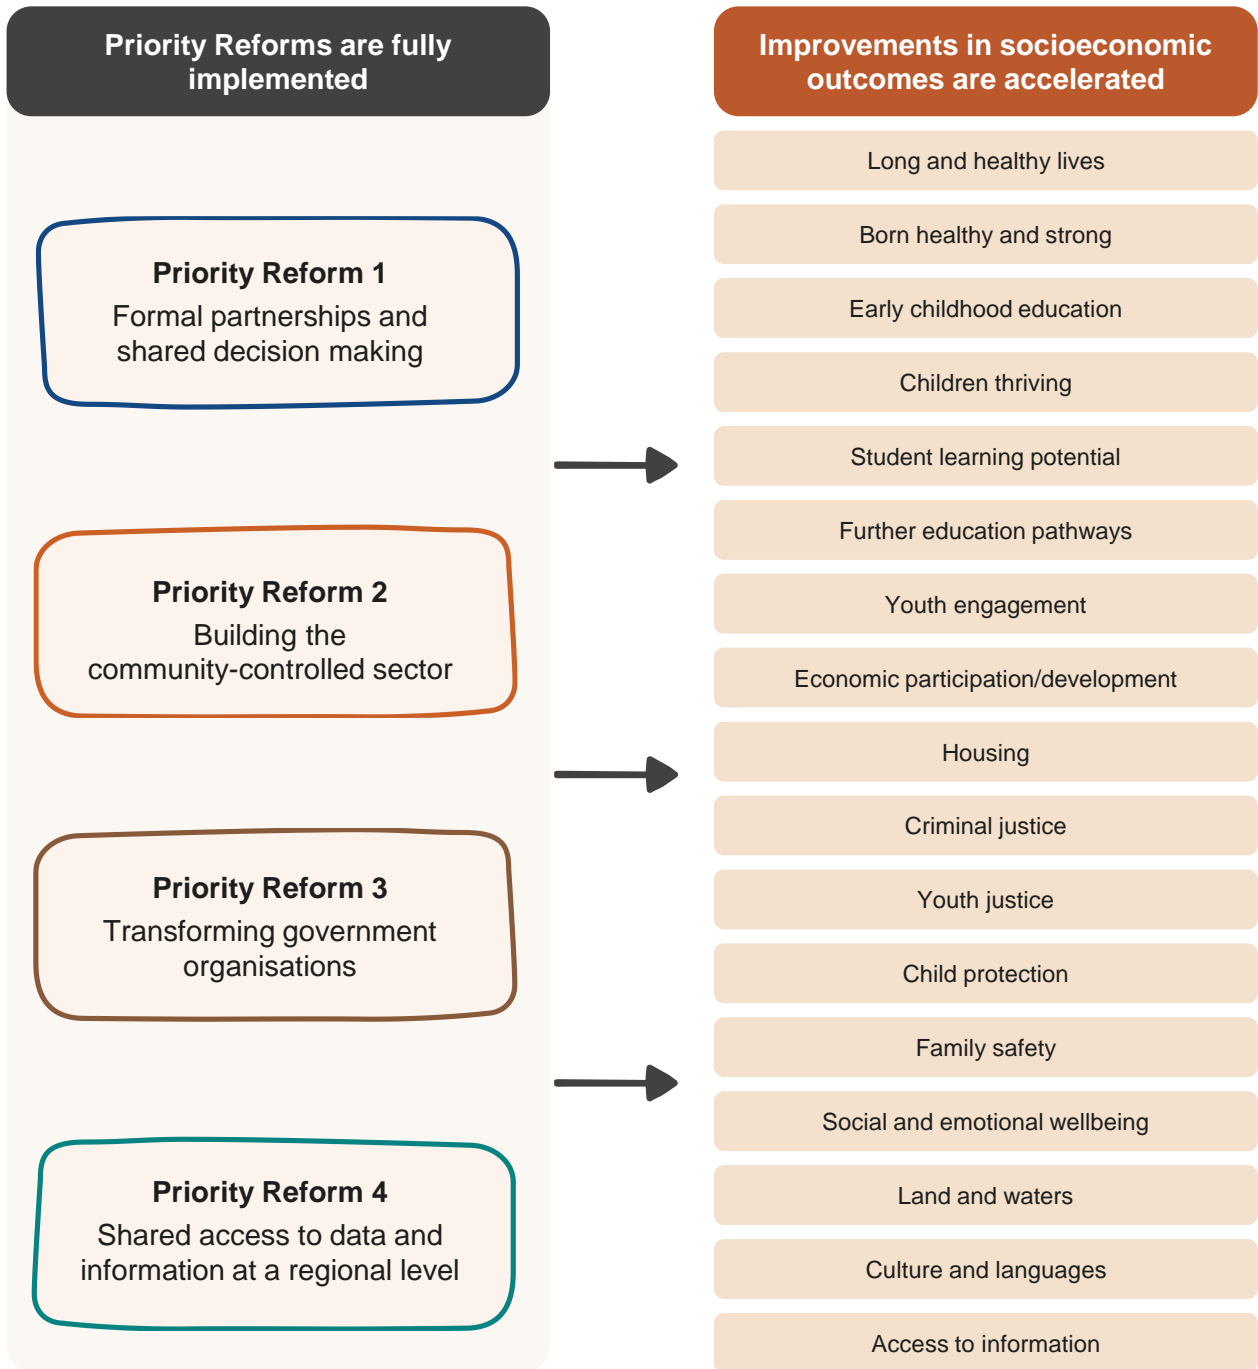 Priority Reforms are fully
implemented
Priority Reform 1
Formal partnerships and
shared decision making
Priority Reform 2
Building the
community-controlled sector
Priority Reform 3
Transforming government
organisations
Priority Reform 4
Shared access to data and
information at a regional level
Improvements in socioeconomic
outcomes are accelerated
Long and healthy lives
Born healthy and strong
Early childhood education
Children thriving
Student learning potential
Further education pathways
Youth engagement
Economic participation/development
Housing
Criminal justice
Youth justice
Child protection
Family safety
Social and emotional wellbeing
Land and waters
Culture and languages
Access to information